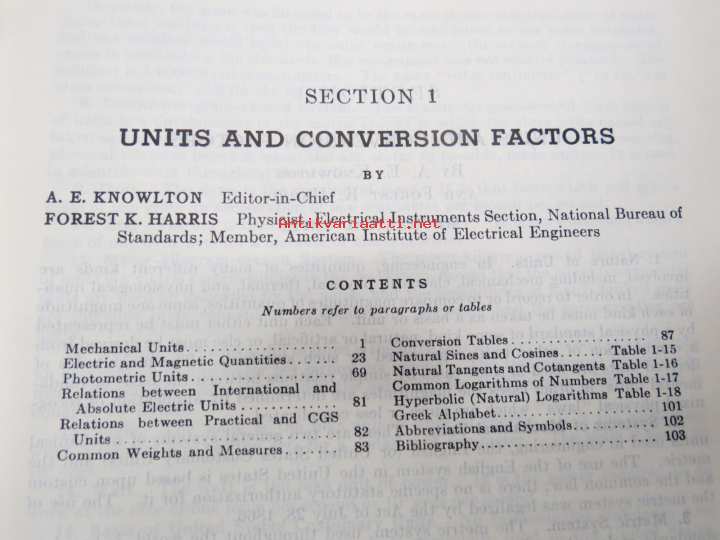 SECTION 1
UNITS AND CONVERSION FACTORS
BY
A. E. KNOWLTON Editor-in-Chief
FOREST K. HARRIS Physicist, Electrical Instruments Section, National Bureau of
Antikvariaatti.net
Standards; Member, American Institute of Electrical Engineers
CONTENTS
Numbers refer to paragraphs or tables
Mechanical Units 1
Electric and Magnetic Quantities 23
Photometric Units 69
Relations between International and
Absolute Electric Units 81
Relations between Practical and CGS
Units 82
Common Weights and Measures 83
Conversion Tables 87
Natural Sines and Cosines Table 1-15
Natural Tangents and Cotangents Table 1-16
Common Logarithms of Numbers Table 1-17
Hyperbolic (Natural) Logarithms Table 1-18
Greek Alphabet 101
Abbreviations and Symbols 102
Bibliography 103